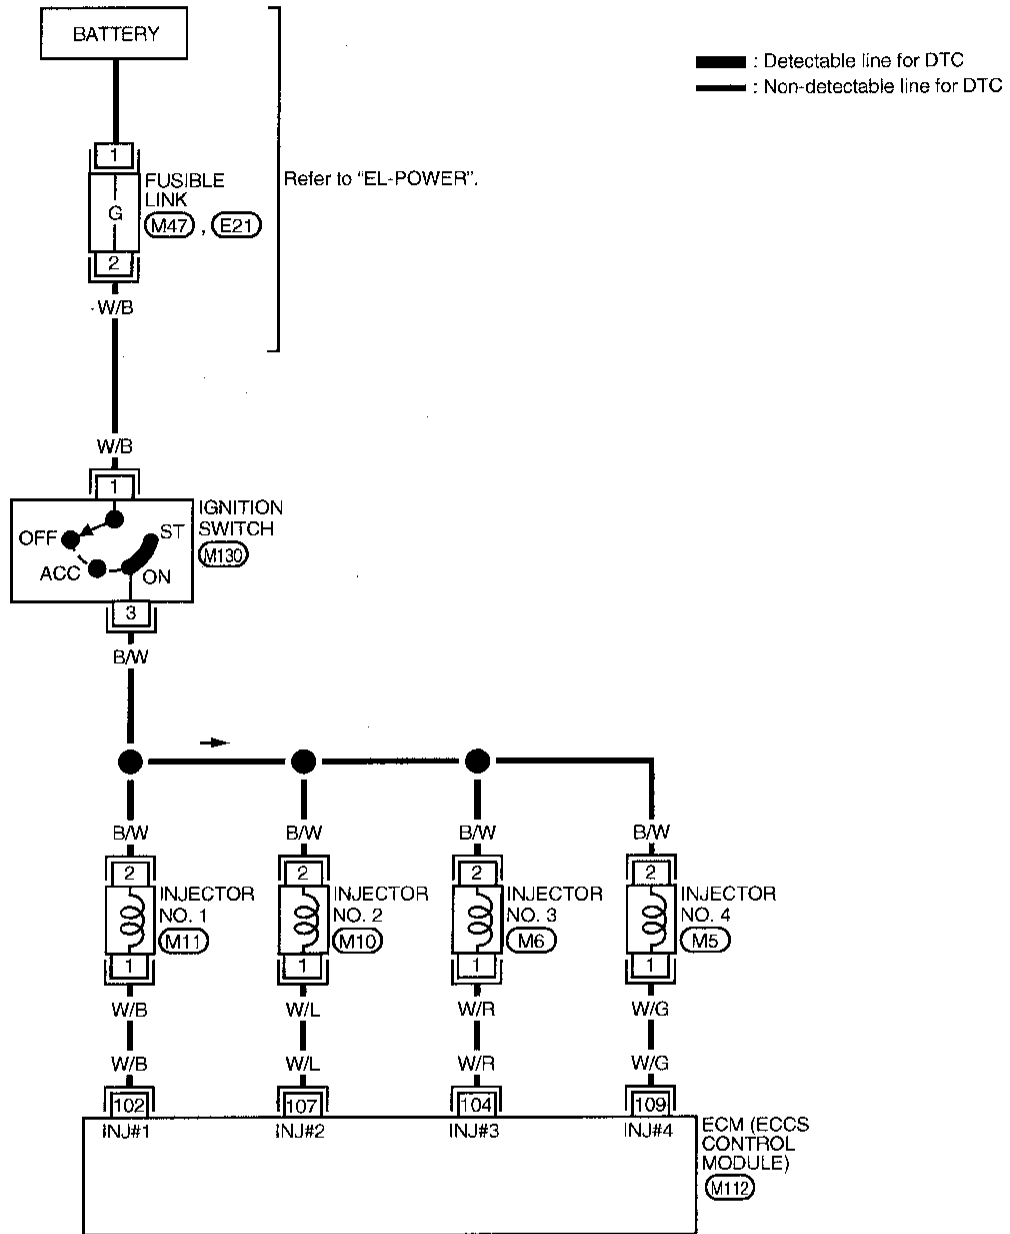 BATTERY
: Detectable line for DTC
: Non-detectable line for DTC
1
FUSIBLE
LINK
G
M47 , E21
Refer to "EL-POWER".
2
W/B
W/B
1
IGNITION
SWITCH
M130
OFF
ST
ACC
ON
3
B/W
B/W B/W B/W B/W
2 2 2 2
INJECTOR
NO. 1
M11
INJECTOR
NO. 2
M10
INJECTOR
NO. 3
M6
INJECTOR
NO. 4
M5
1 1 1 1
W/B W/L W/R W/G
W/B W/L W/R W/G
102 107 104 109
INJ#1 INJ#2 INJ#3 INJ#4
ECM (ECCS
CONTROL
MODULE)
M112